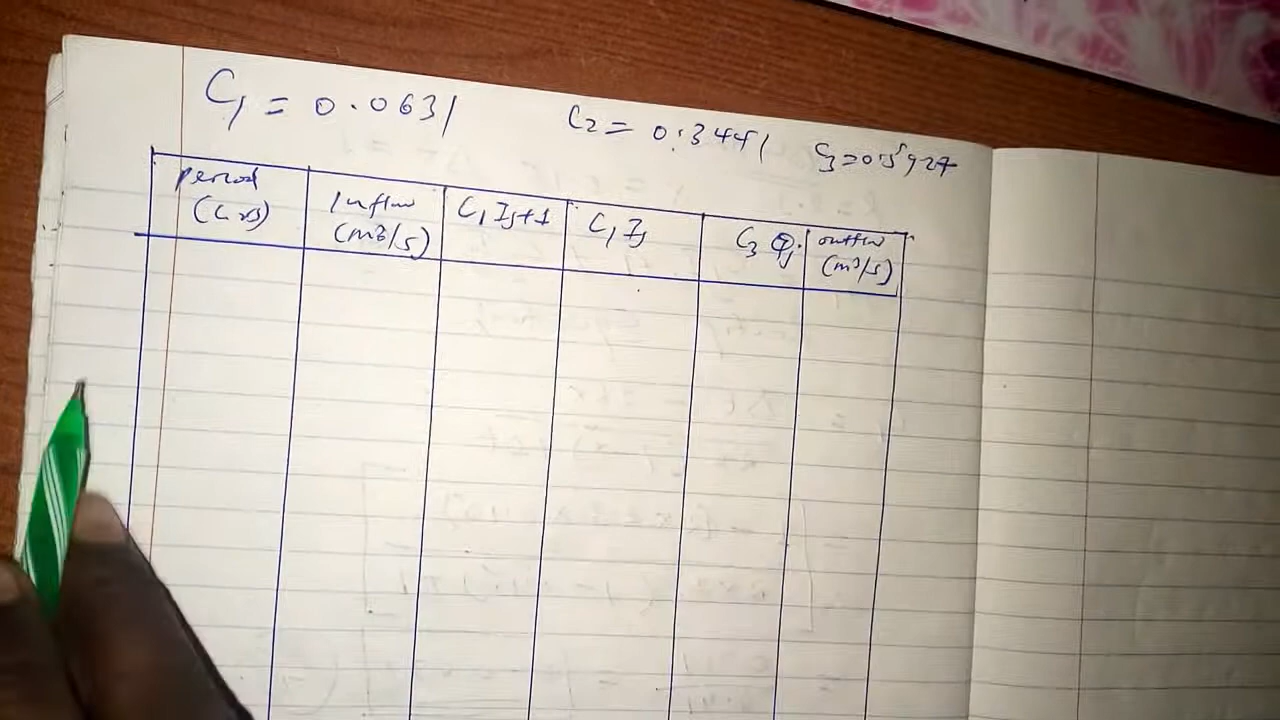 C1 = 0.0631 C2 = 0.3441 C3 = 0.5927
period Inflow C1 Ij+1 C1 Ij C3 Qj outflow
(hrs) (m³/s) (m³/s)